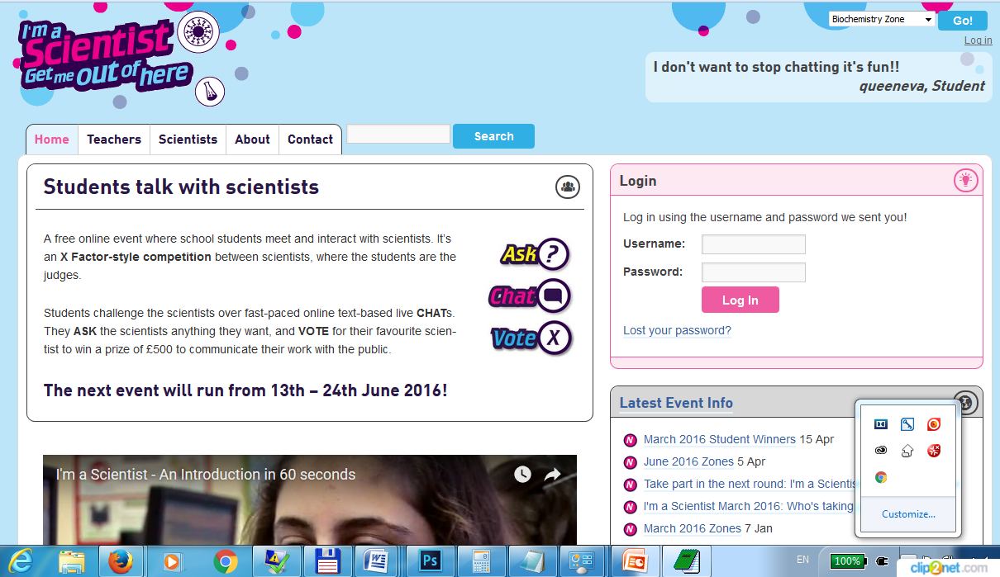 I'm a
Scientist
Get me out of here
Biochemistry Zone
Go!
Log in
I don't want to stop chatting it's fun!!
queeneva, Student
Home Teachers Scientists About Contact Search
Students talk with scientists
A free online event where school students meet and interact with scientists. It's
an X Factor-style competition between scientists, where the students are the
judges.
Ask ?
Chat
Vote X
Students challenge the scientists over fast-paced online text-based live CHATs.
They ASK the scientists anything they want, and VOTE for their favourite scien-
tist to win a prize of £500 to communicate their work with the public.
The next event will run from 13th – 24th June 2016!
I'm a Scientist - An Introduction in 60 seconds
Login
Log in using the username and password we sent you!
Username:
Password:
Log In
Lost your password?
Latest Event Info
N March 2016 Student Winners 15 Apr
N June 2016 Zones 5 Apr
N Take part in the next round: I'm a Scientis
N I'm a Scientist March 2016: Who's taking
N March 2016 Zones 7 Jan
Customize...
Ps
EN
100%
clip2net.com